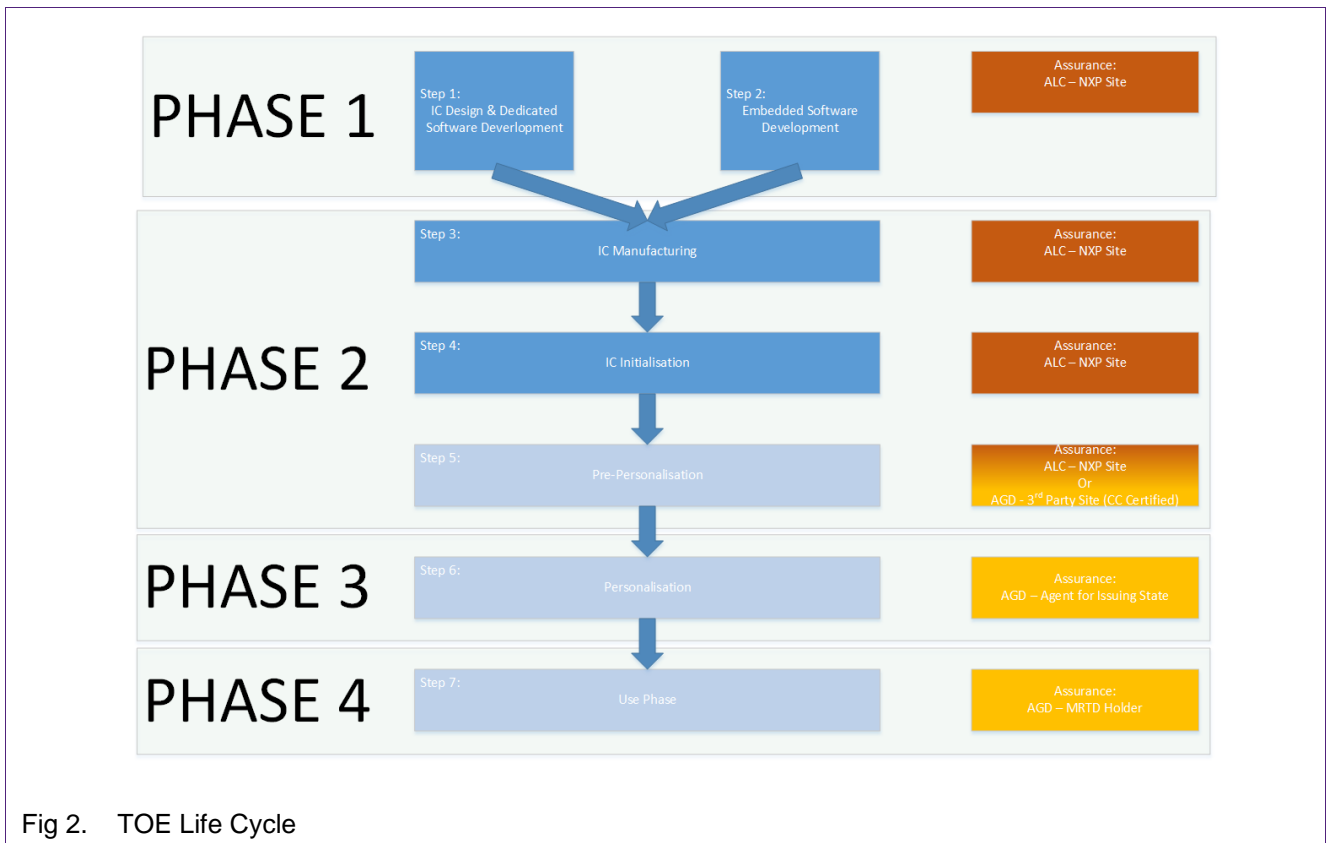 PHASE 1
Step 1:
IC Design & Dedicated
Software Deverlopment
Step 2:
Embedded Software
Development
Assurance:
ALC – NXP Site
PHASE 2
Step 3:
IC Manufacturing
Assurance:
ALC – NXP Site
Step 4:
IC Initialisation
Assurance:
ALC – NXP Site
Step 5:
Pre-Personalisation
Assurance:
ALC – NXP Site
Or
AGD - 3rd Party Site (CC Certified)
PHASE 3
Step 6:
Personalisation
Assurance:
AGD – Agent for Issuing State
PHASE 4
Step 7:
Use Phase
Assurance:
AGD – MRTD Holder
Fig 2. TOE Life Cycle